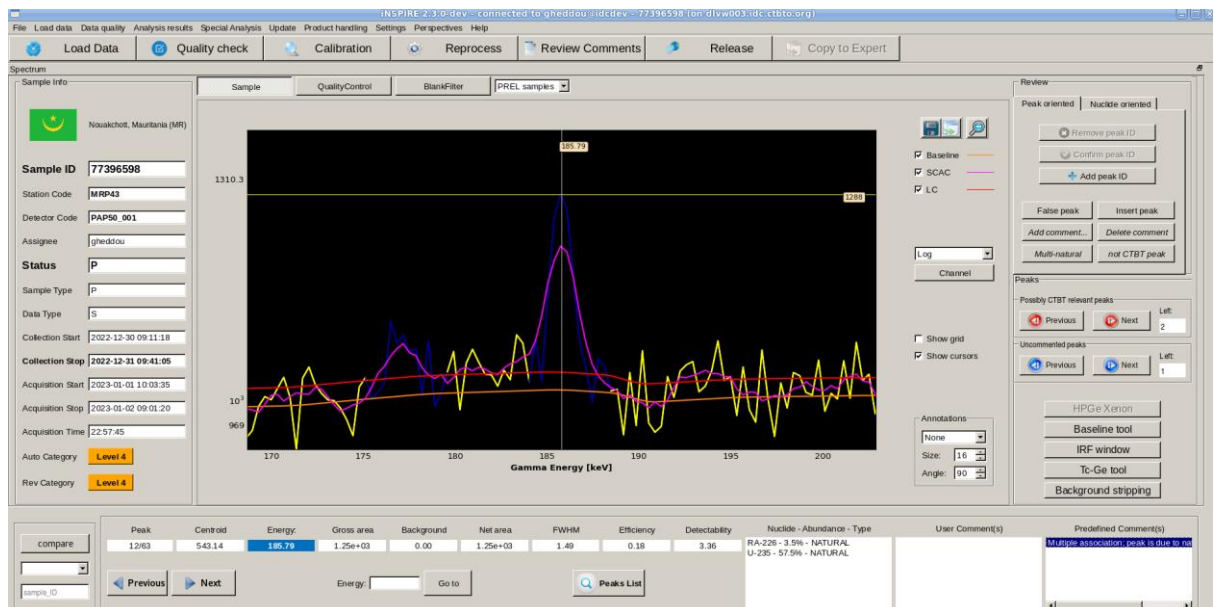 iNSPIRE 2.3.0-dev - connected to gheddou@idcdev - 77396598 (on dlvw003.idc.ctbto.org)
File Load data Data quality Analysis results Special Analysis Update Product handling Settings Perspectives Help
Load Data Quality check Calibration Reprocess Review Comments Release Copy to Expert
Spectrum
Sample Info
Nouakchott, Mauritania (MR)
Sample ID 77396598
Station Code MRP43
Detector Code PAP50_001
Assignee gheddou
Status P
Sample Type P
Data Type S
Collection Start 2022-12-30 09:11:18
Collection Stop 2022-12-31 09:41:05
Acquisition Start 2023-01-01 10:03:35
Acquisition Stop 2023-01-02 09:01:20
Acquisition Time 22:57:45
Auto Category Level 4
Rev Category Level 4
Sample QualityControl BlankFilter PREL samples
185.79
1310.3
1288
10³
969
170 175 180 185 190 195 200
Gamma Energy [keV]
Baseline
SCAC
LC
Log
Channel
Show grid
Show cursors
Annotations
None
Size: 16
Angle: 90
Review
Peak oriented Nuclide oriented
Remove peak ID
Confirm peak ID
Add peak ID
False peak Insert peak
Add comment... Delete comment
Multi-natural not CTBT peak
Peaks
Possibly CTBT relevant peaks
Previous Next Left: 2
Uncommented peaks
Previous Next Left 1
HPGe Xenon
Baseline tool
IRF window
Tc-Ge tool
Background stripping
compare
sample_ID
Peak Centroid Energy: Gross area Background Net area FWHM Efficiency Detectability Nuclide - Abundance - Type User Comment(s) Predefined Comment(s)
12/63 543.14 185.79 1.25e+03 0.00 1.25e+03 1.49 0.18 3.36
RA-226 - 3.5% - NATURAL
U-235 - 57.5% - NATURAL
Multiple association; peak is due to na
Previous Next Energy: Go to Peaks List